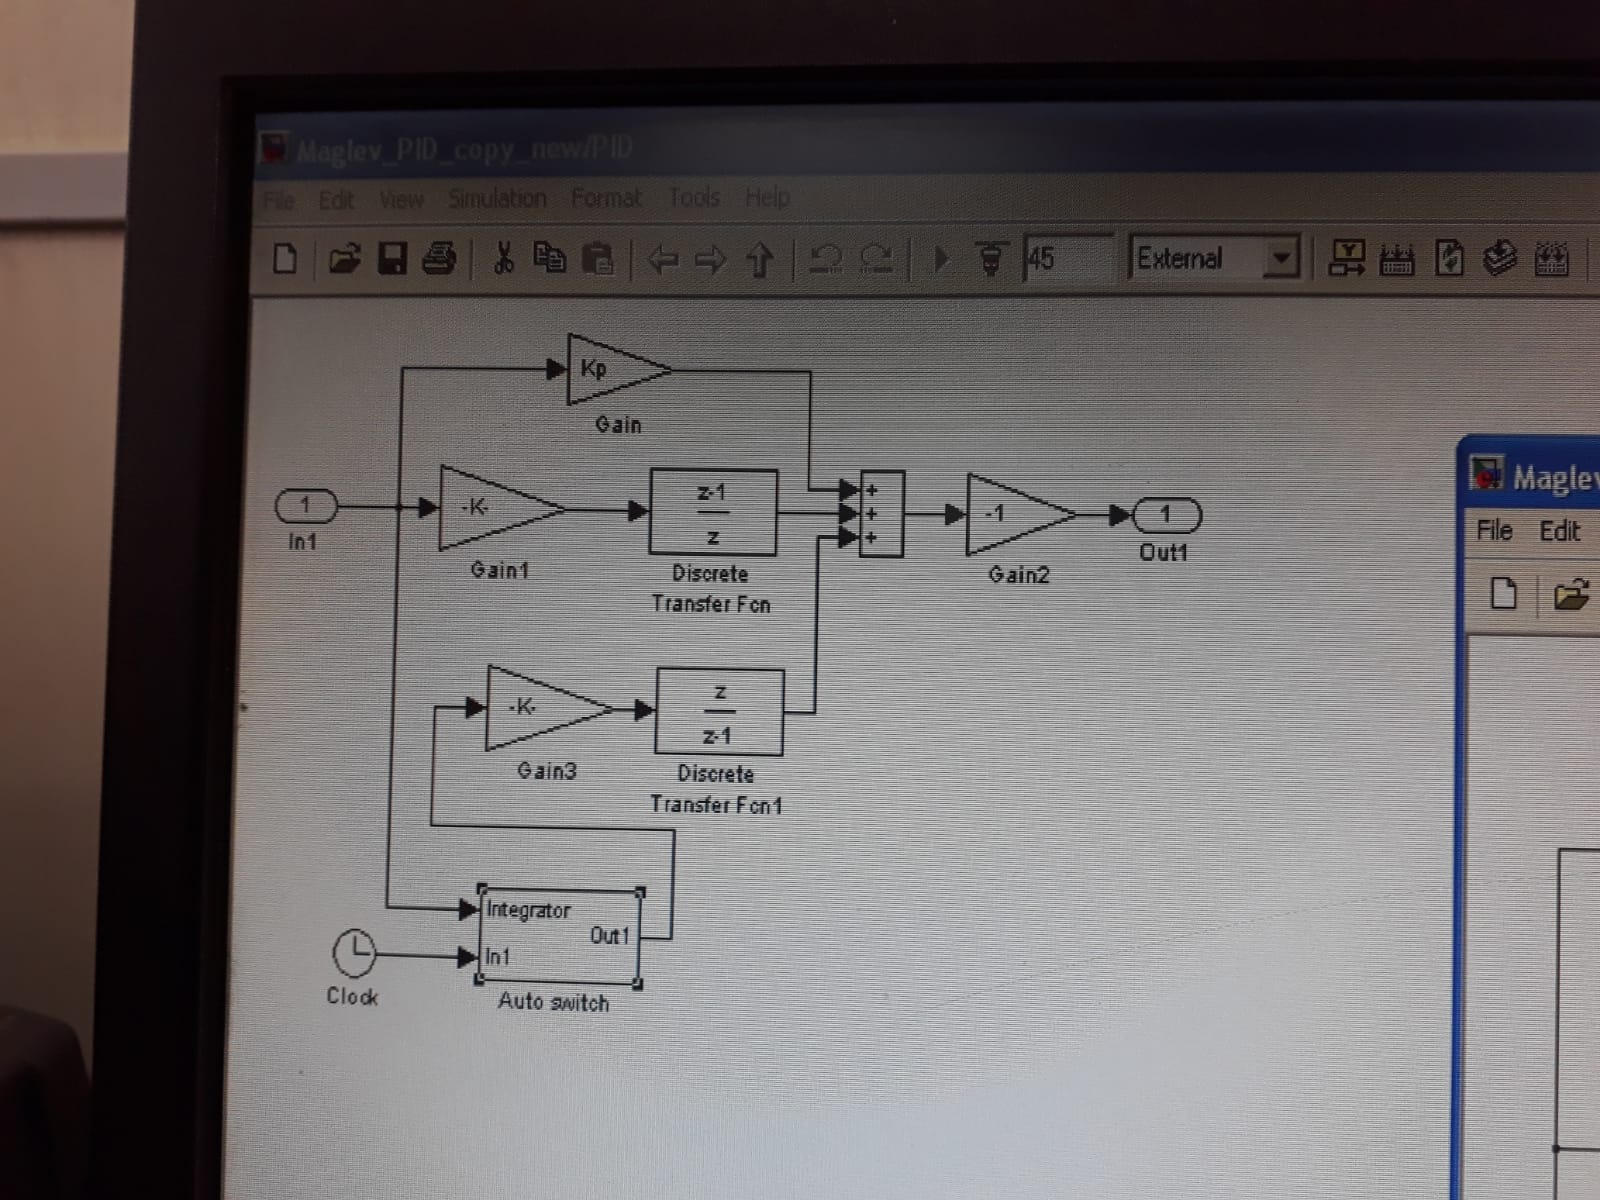 Maglev_PID_copy_new/PID
File Edit View Simulation Format Tools Help
45
External
Kp
Gain
1
In1
-K-
Gain1
z-1
z
Discrete
Transfer Fcn
+
+
+
-1
Gain2
1
Out1
-K-
Gain3
z
z-1
Discrete
Transfer Fcn1
Integrator
Out1
In1
Auto switch
Clock
Maglev
File Edit